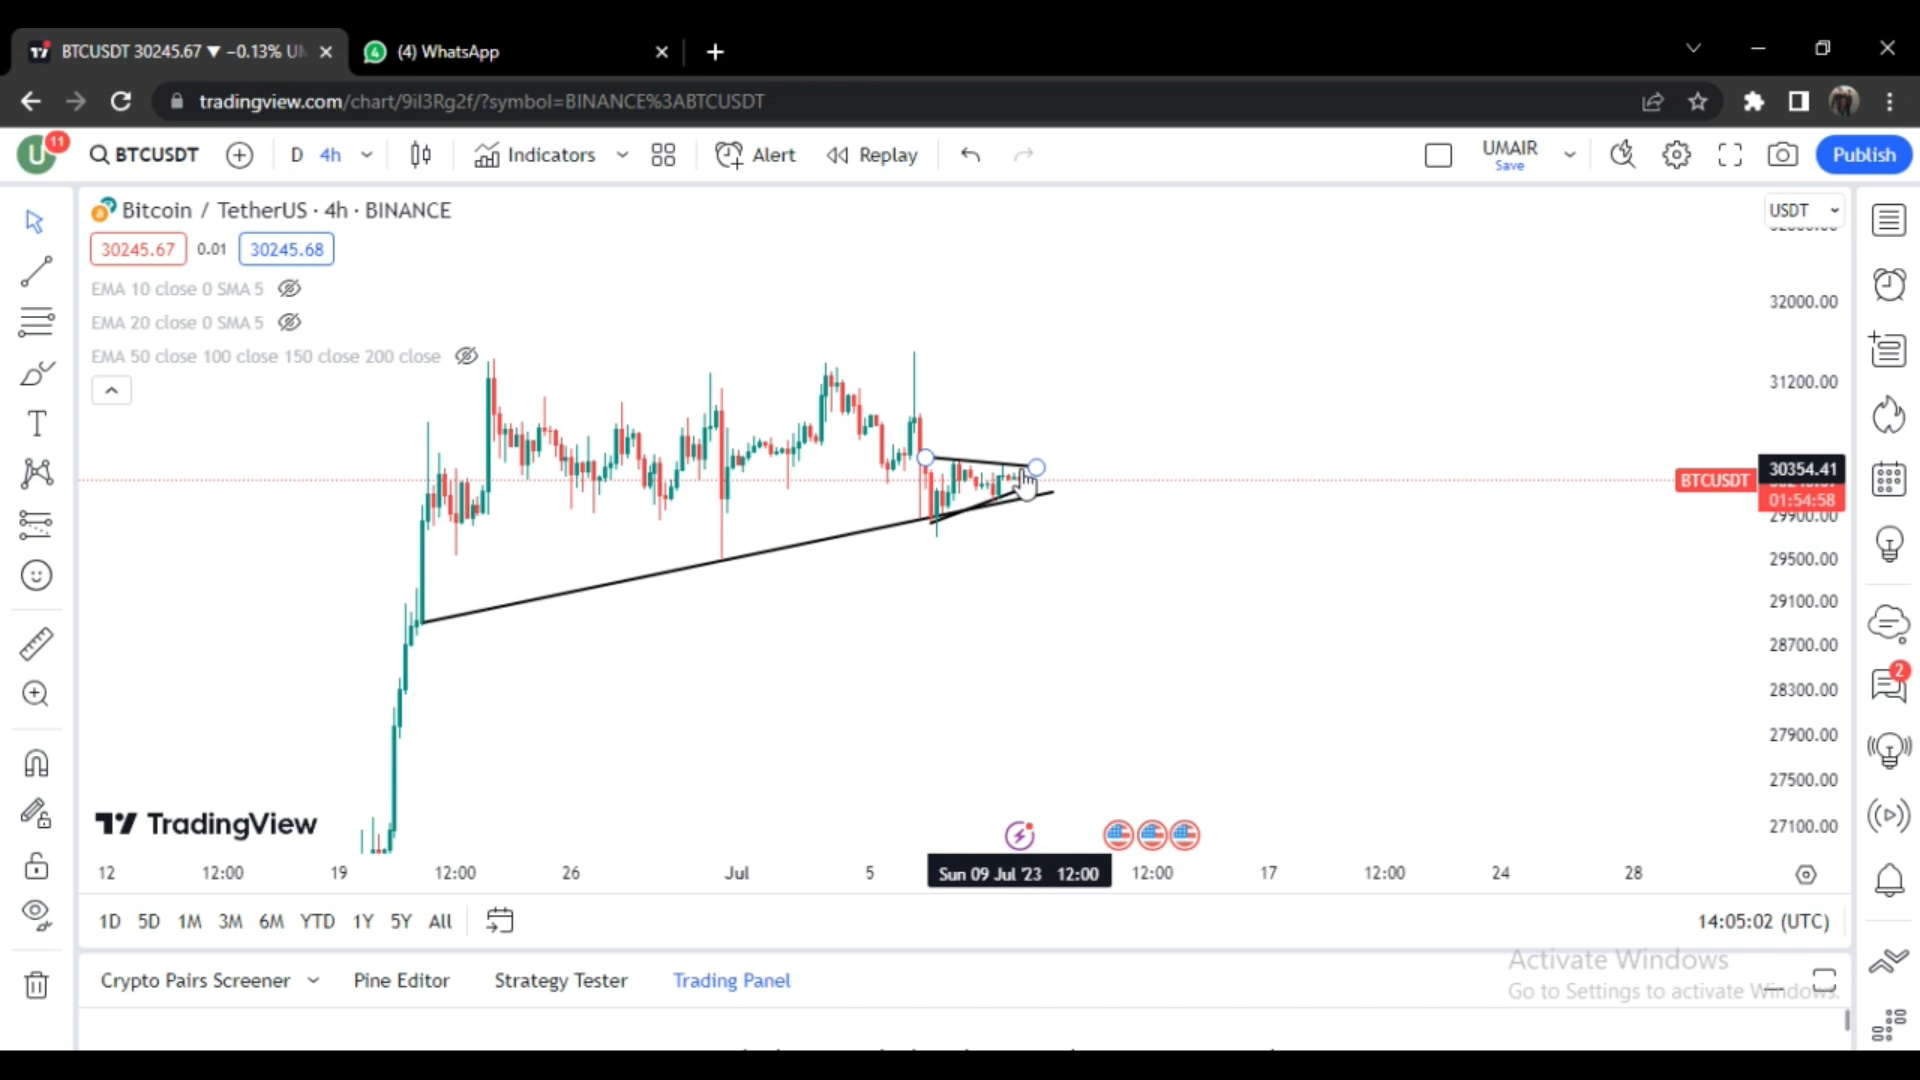 BTCUSDT 30245.67 ▼ −0.13% UN
(4) WhatsApp
tradingview.com/chart/9il3Rg2f/?symbol=BINANCE%3ABTCUSDT
U 11 BTCUSDT D 4h Indicators Alert Replay UMAIR Save Publish
Bitcoin / TetherUS · 4h · BINANCE
USDT
30245.67 0.01 30245.68
EMA 10 close 0 SMA 5
EMA 20 close 0 SMA 5
EMA 50 close 100 close 150 close 200 close
32000.00
31200.00
30354.41
BTCUSDT
01:54:58
29900.00
29500.00
29100.00
28700.00
28300.00
27900.00
27500.00
27100.00
2
TradingView
12 12:00 19 12:00 26 Jul 5 Sun 09 Jul '23 12:00 12:00 17 12:00 24 28
1D 5D 1M 3M 6M YTD 1Y 5Y All 14:05:02 (UTC)
Crypto Pairs Screener Pine Editor Strategy Tester Trading Panel
Activate Windows
Go to Settings to activate Windows.